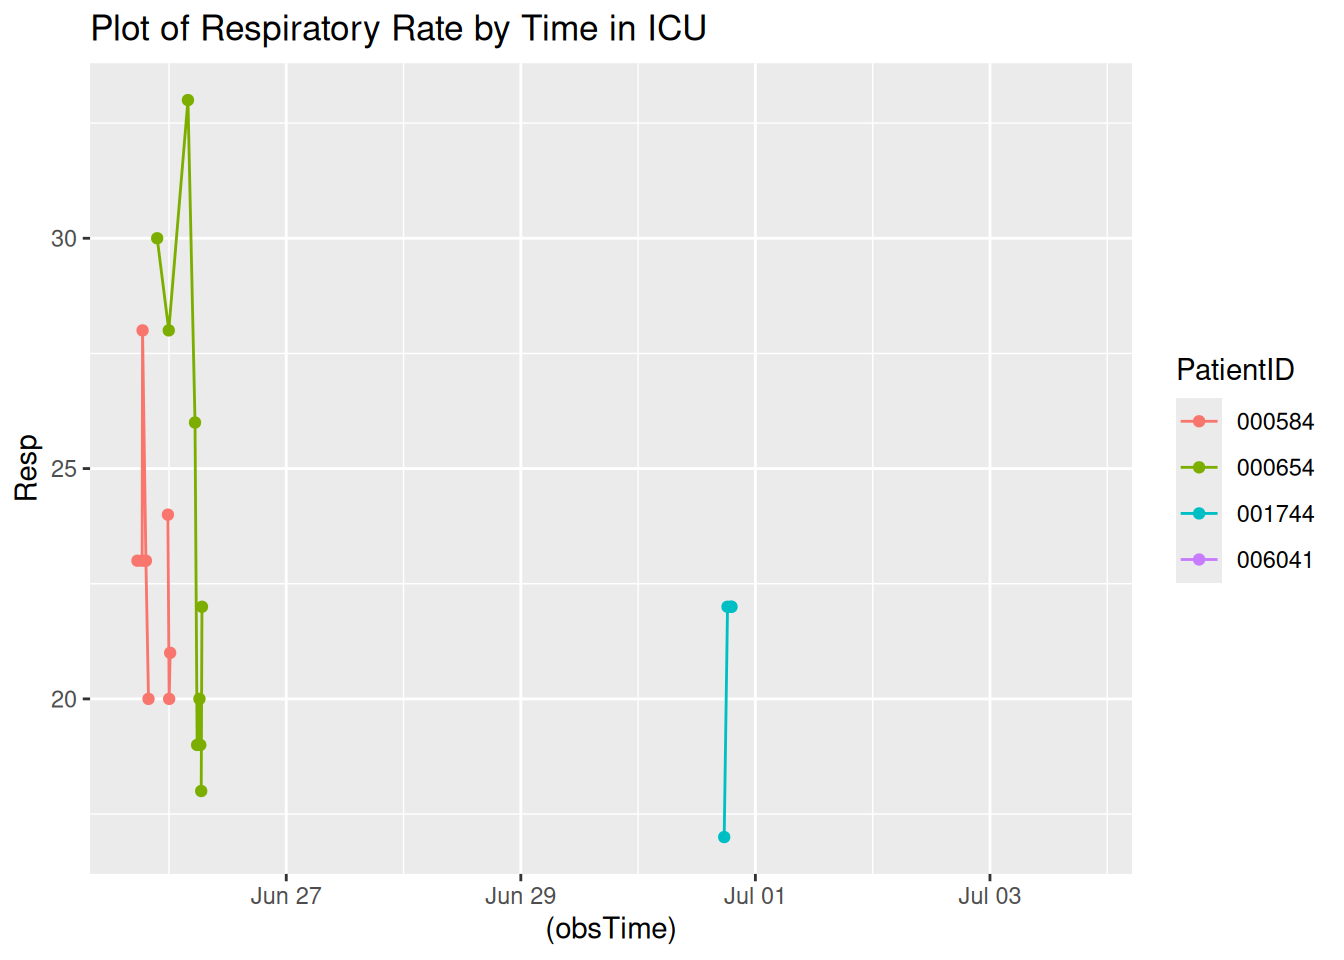 Plot of Respiratory Rate by Time in ICU
30
25
20
Resp
Jun 27
Jun 29
Jul 01
Jul 03
(obsTime)
PatientID
000584
000654
001744
006041